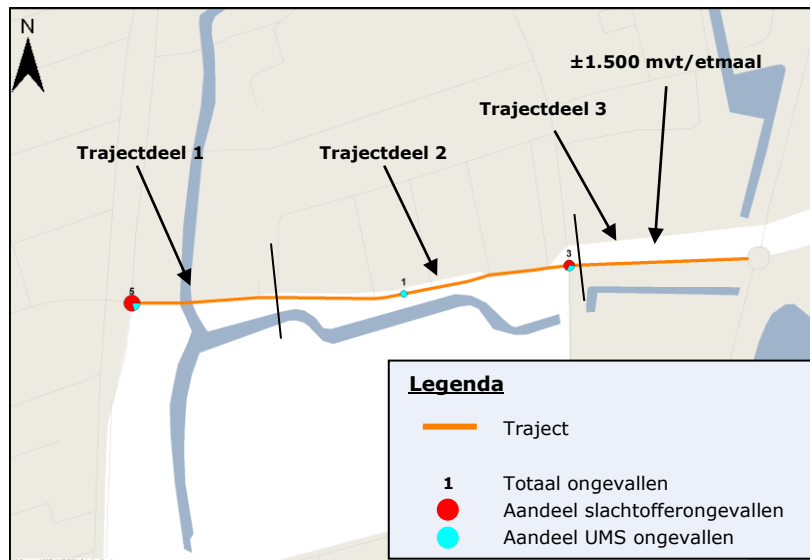 N
±1.500 mvt/etmaal
Trajectdeel 3
Trajectdeel 1
Trajectdeel 2
3
1
5
Legenda
Traject
1 Totaal ongevallen
Aandeel slachtofferongevallen
Aandeel UMS ongevallen